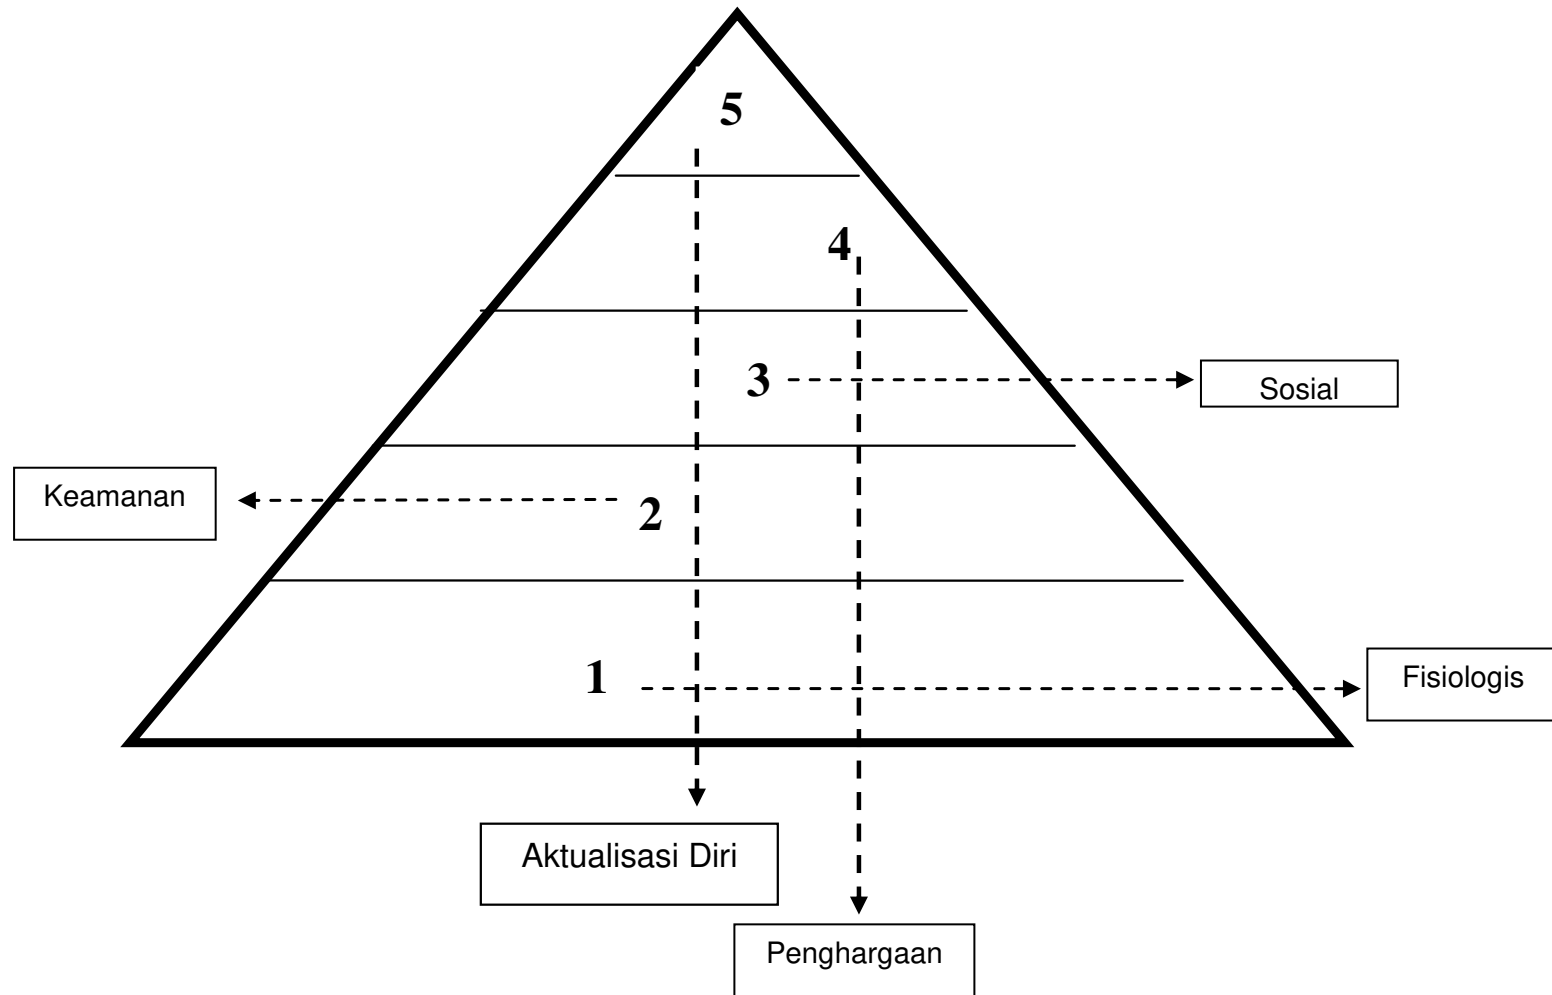 5
4
3
Sosial
Keamanan
2
1
Fisiologis
Aktualisasi Diri
Penghargaan